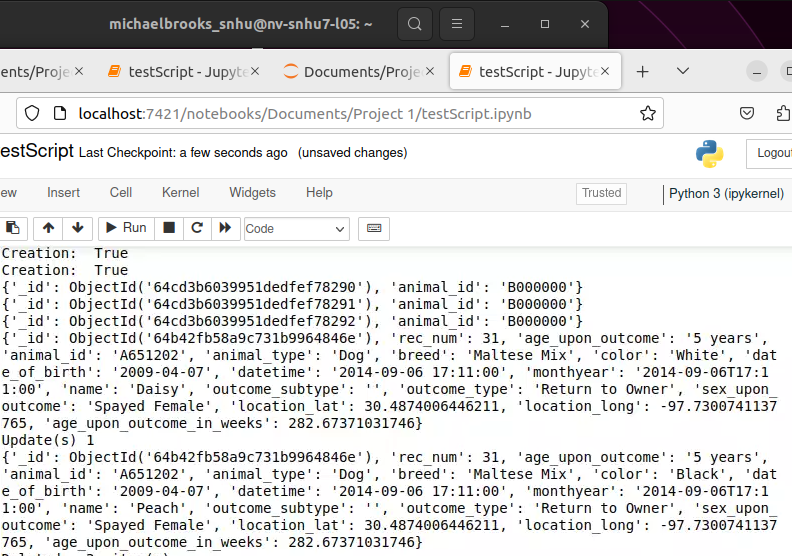 michaelbrooks_snhu@nv-snhu7-l05: ~
ents/Proje testScript - Jupyte Documents/Proje testScript - Jupyte
localhost:7421/notebooks/Documents/Project 1/testScript.ipynb
estScript Last Checkpoint: a few seconds ago (unsaved changes)
Logou
ew Insert Cell Kernel Widgets Help Trusted Python 3 (ipykernel)
Run Code
Creation:  True
Creation:  True
{'_id': ObjectId('64cd3b6039951dedfef78290'), 'animal_id': 'B000000'}
{'_id': ObjectId('64cd3b6039951dedfef78291'), 'animal_id': 'B000000'}
{'_id': ObjectId('64cd3b6039951dedfef78292'), 'animal_id': 'B000000'}
{'_id': ObjectId('64b42fb58a9c731b9964846e'), 'rec_num': 31, 'age_upon_outcome': '5 years',
'animal_id': 'A651202', 'animal_type': 'Dog', 'breed': 'Maltese Mix', 'color': 'White', 'dat
e_of_birth': '2009-04-07', 'datetime': '2014-09-06 17:11:00', 'monthyear': '2014-09-06T17:1
1:00', 'name': 'Daisy', 'outcome_subtype': '', 'outcome_type': 'Return to Owner', 'sex_upon_
outcome': 'Spayed Female', 'location_lat': 30.4874006446211, 'location_long': -97.7300741137
765, 'age_upon_outcome_in_weeks': 282.67371031746}
Update(s) 1
{'_id': ObjectId('64b42fb58a9c731b9964846e'), 'rec_num': 31, 'age_upon_outcome': '5 years',
'animal_id': 'A651202', 'animal_type': 'Dog', 'breed': 'Maltese Mix', 'color': 'Black', 'dat
e_of_birth': '2009-04-07', 'datetime': '2014-09-06 17:11:00', 'monthyear': '2014-09-06T17:1
1:00', 'name': 'Peach', 'outcome_subtype': '', 'outcome_type': 'Return to Owner', 'sex_upon_
outcome': 'Spayed Female', 'location_lat': 30.4874006446211, 'location_long': -97.7300741137
765, 'age_upon_outcome_in_weeks': 282.67371031746}